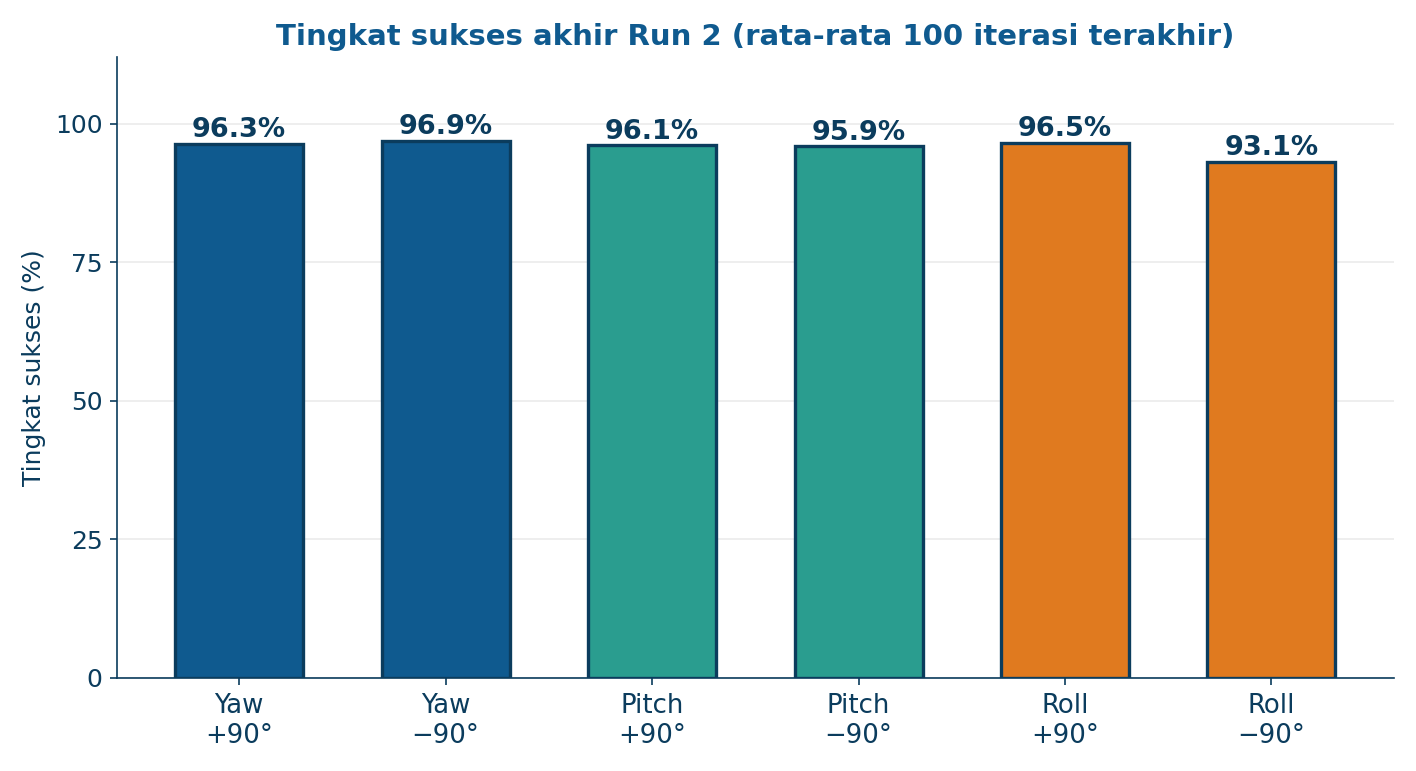 Tingkat sukses akhir Run 2 (rata-rata 100 iterasi terakhir)
Tingkat sukses (%)
100
75
50
25
0
96.3%
96.9%
96.1%
95.9%
96.5%
93.1%
Yaw
+90°
Yaw
−90°
Pitch
+90°
Pitch
−90°
Roll
+90°
Roll
−90°